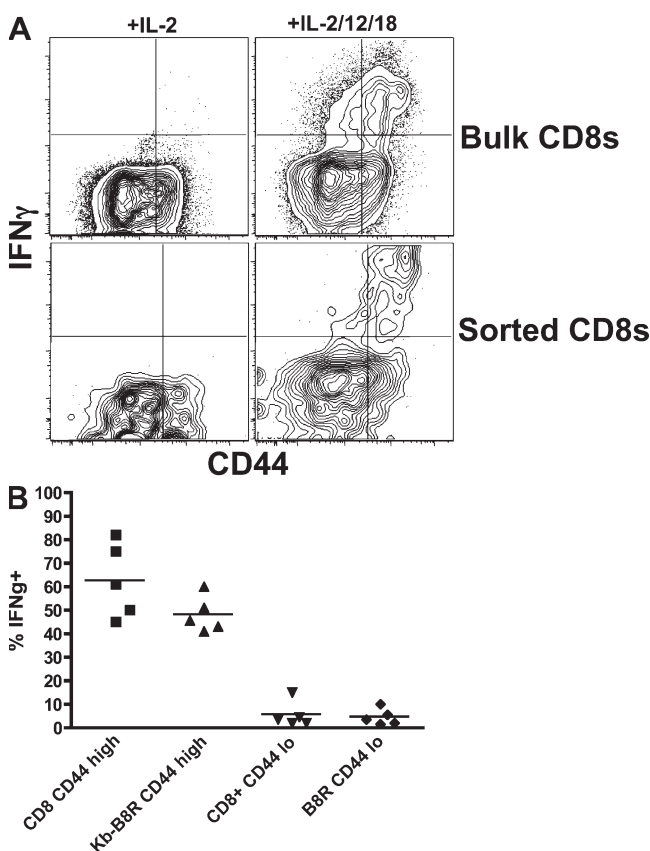 A
+IL-2
+IL-2/12/18
Bulk CD8s
IFNγ
Sorted CD8s
CD44
B
% IFNg+
100
90
80
70
60
50
40
30
20
10
0
CD8 CD44 high
Kb-B8R CD44 high
CD8+ CD44 lo
B8R CD44 lo